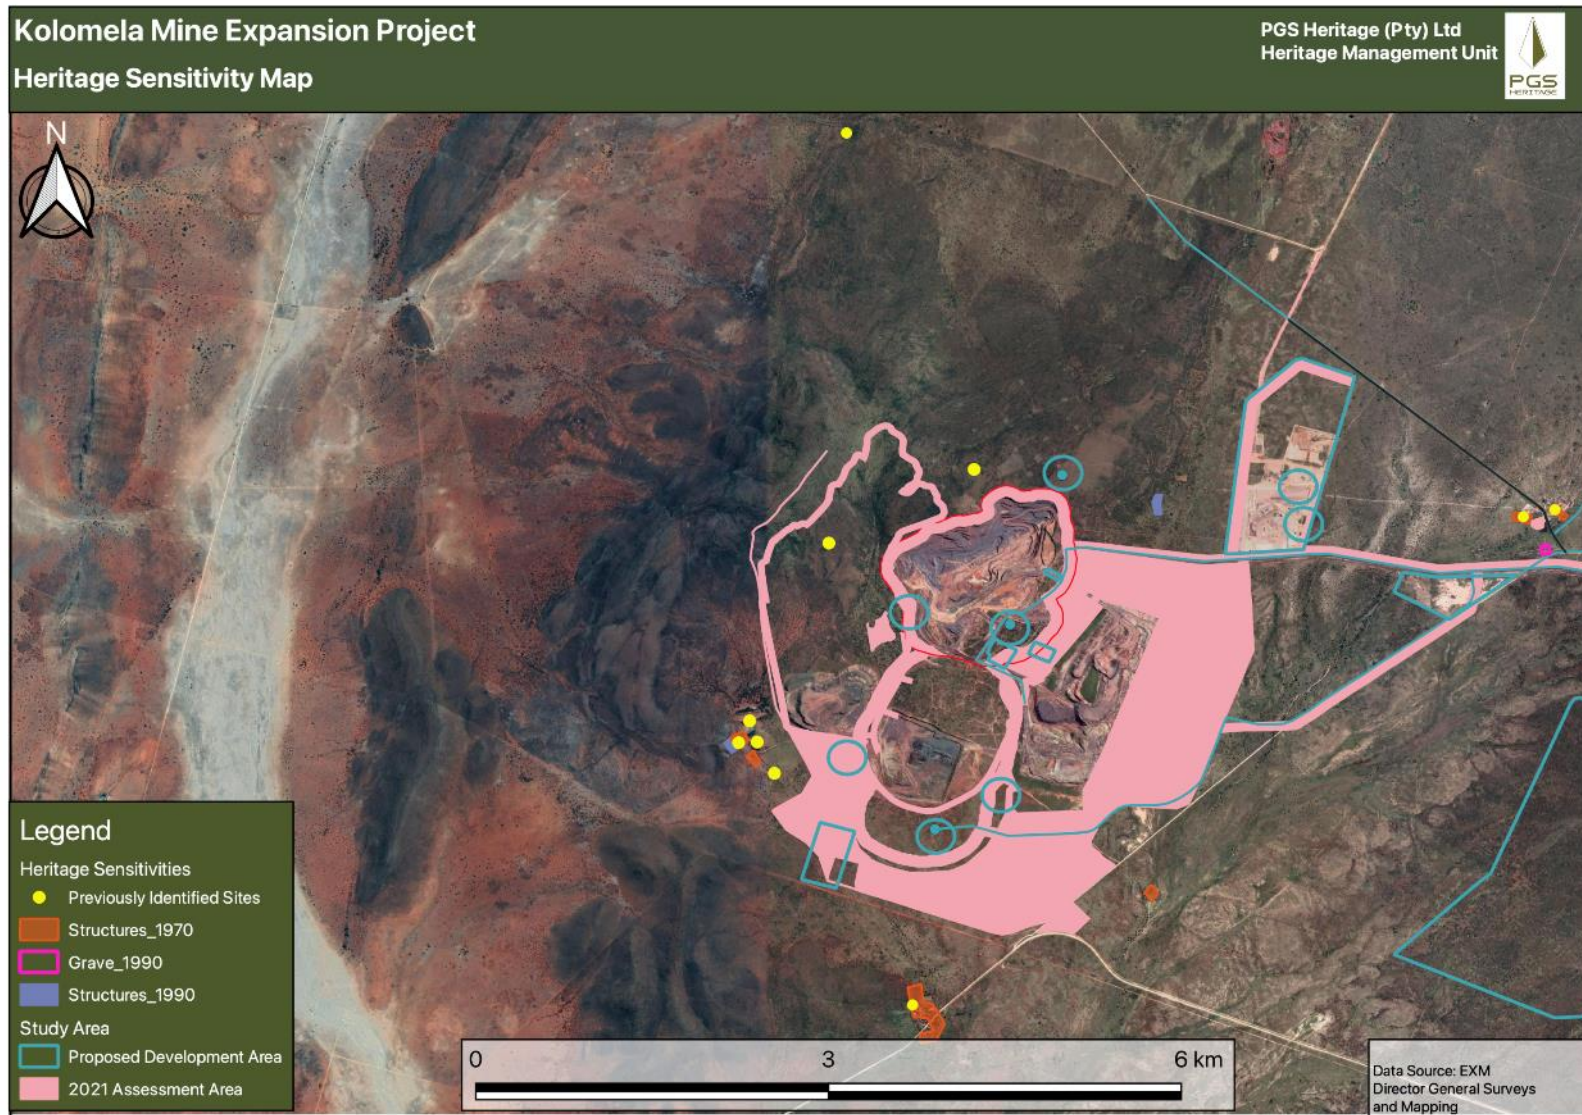 Kolomela Mine Expansion Project
Heritage Sensitivity Map
PGS Heritage (Pty) Ltd
Heritage Management Unit
PGS
HERITAGE
N
Legend
Heritage Sensitivities
Previously Identified Sites
Structures_1970
Grave_1990
Structures_1990
Study Area
Proposed Development Area
2021 Assessment Area
0 3 6 km
Data Source: EXM
Director General Surveys
and Mapping